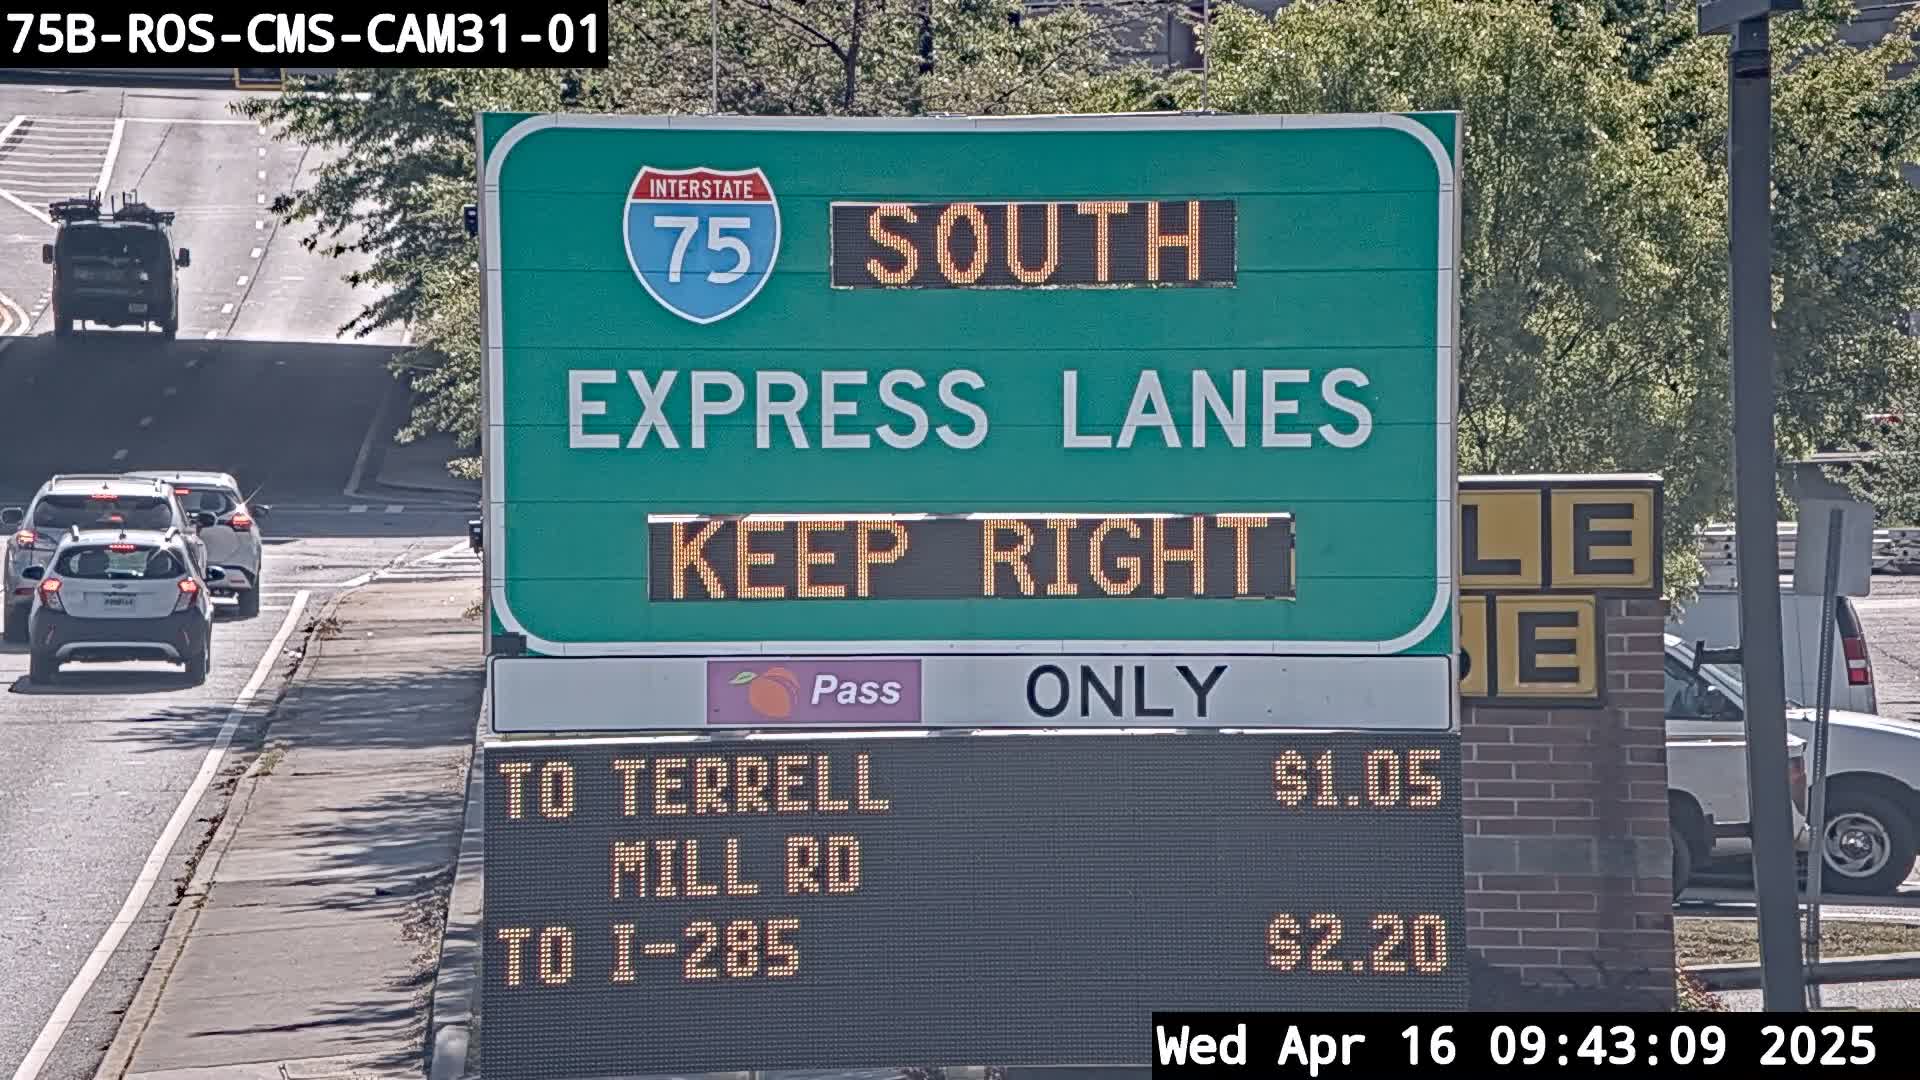 75B-ROS-CMS-CAM31-01
INTERSTATE
75
SOUTH
EXPRESS LANES
KEEP RIGHT
Pass ONLY
TO TERRELL $1.05
MILL RD
TO I-285 $2.20
LE
E
Wed Apr 16 09:43:09 2025